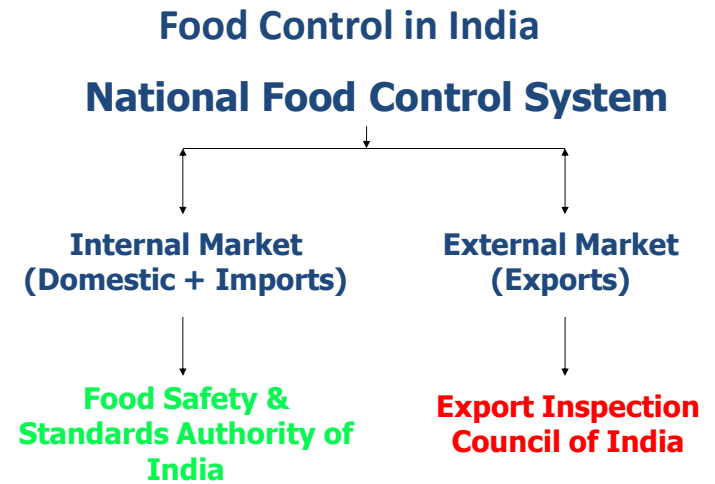 Food Control in India
National Food Control System
Internal Market
(Domestic + Imports)
External Market
(Exports)
Food Safety &
Standards Authority of
India
Export Inspection
Council of India